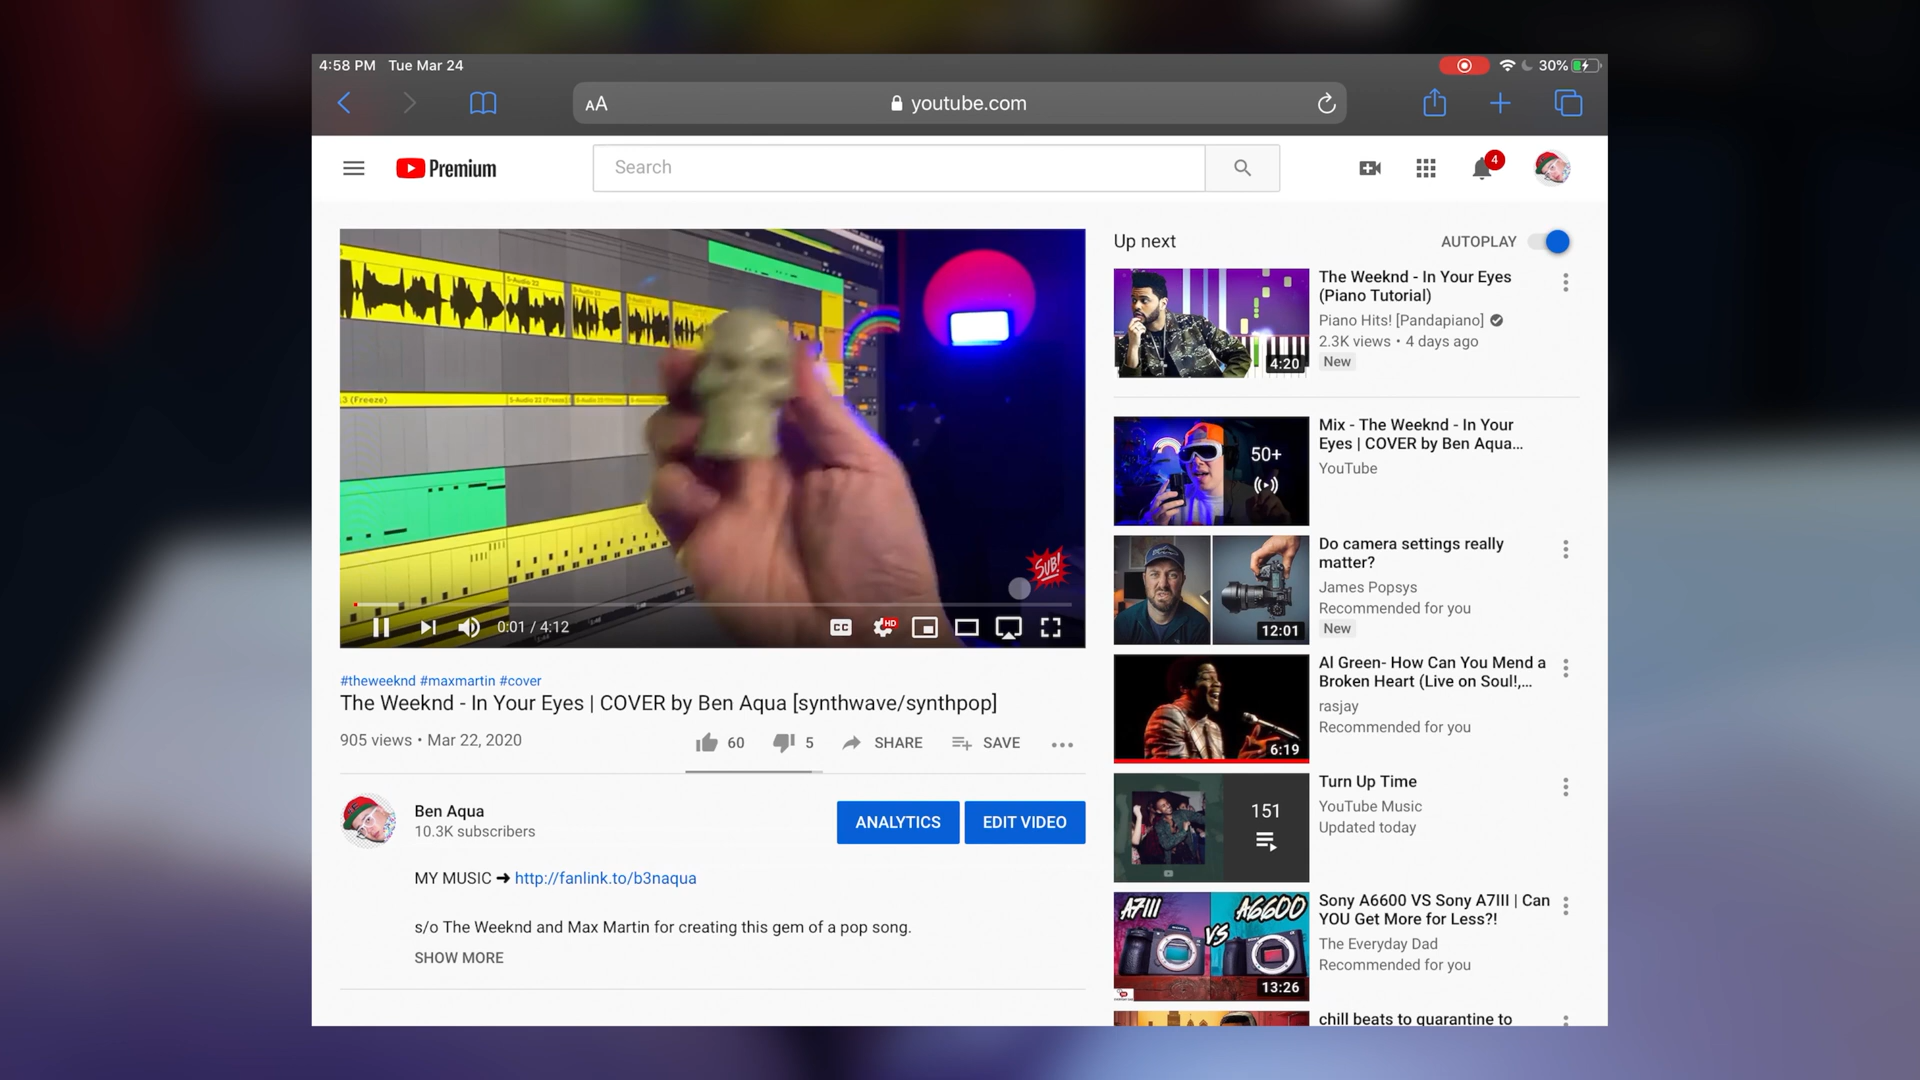 4:58 PM Tue Mar 24
30%
AA
youtube.com
Premium
Search
4
5-Audio 22
3 (Freeze)
SUB!
0:01 / 4:12
CC
HD
#theweeknd #maxmartin #cover
The Weeknd - In Your Eyes | COVER by Ben Aqua [synthwave/synthpop]
905 views • Mar 22, 2020
60
5
SHARE
SAVE
Ben Aqua
10.3K subscribers
ANALYTICS
EDIT VIDEO
MY MUSIC ➜ http://fanlink.to/b3naqua
s/o The Weeknd and Max Martin for creating this gem of a pop song.
SHOW MORE
Up next
AUTOPLAY
4:20
The Weeknd - In Your Eyes
(Piano Tutorial)
Piano Hits! [Pandapiano]
2.3K views • 4 days ago
New
50+
Mix - The Weeknd - In Your
Eyes | COVER by Ben Aqua...
YouTube
12:01
Do camera settings really
matter?
James Popsys
Recommended for you
New
6:19
Al Green- How Can You Mend a
Broken Heart (Live on Soul!,...
rasjay
Recommended for you
151
Turn Up Time
YouTube Music
Updated today
A7III
VS
A6600
13:26
Sony A6600 VS Sony A7III | Can
YOU Get More for Less?!
The Everyday Dad
Recommended for you
chill beats to quarantine to